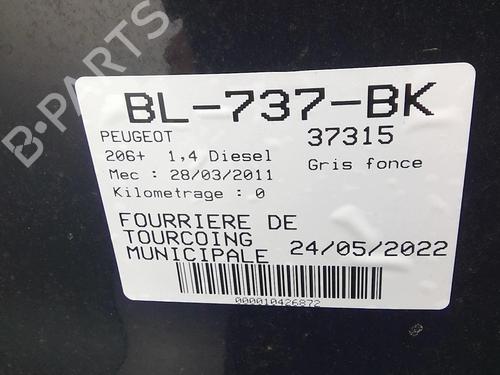 B-PARTS
BL-737-BK
PEUGEOT 37315
206+ 1,4 Diesel Gris fonce
Mec : 28/03/2011
Kilometrage : 0
FOURRIERE DE
TOURCOING
MUNICIPALE 24/05/2022
000010426872